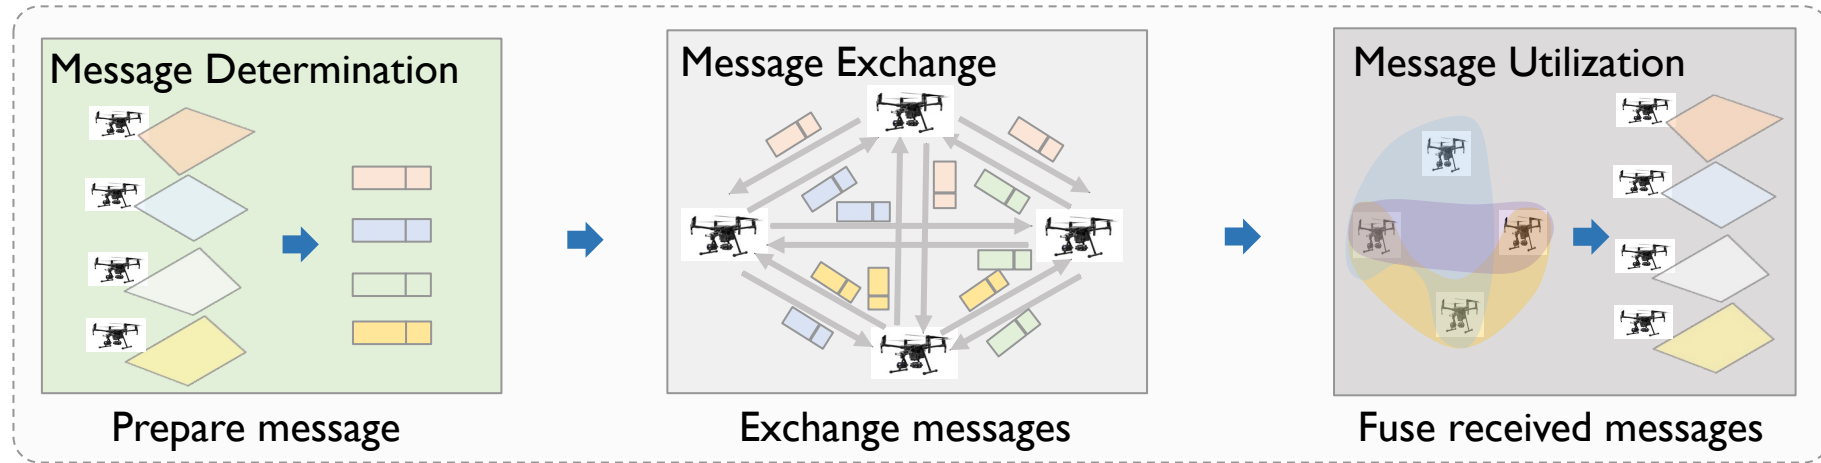 Message Determination
Message Exchange
Message Utilization
Prepare message
Exchange messages
Fuse received messages